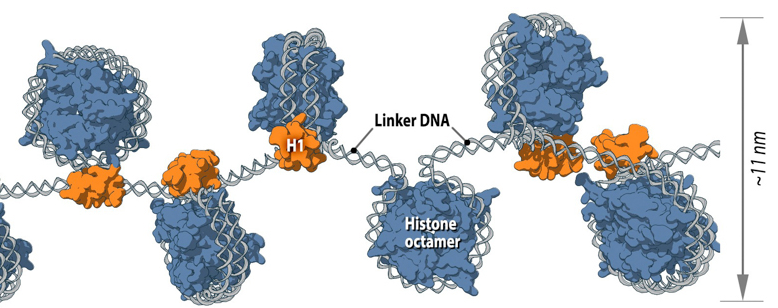 Linker DNA
H1
Histone
octamer
~11 nm